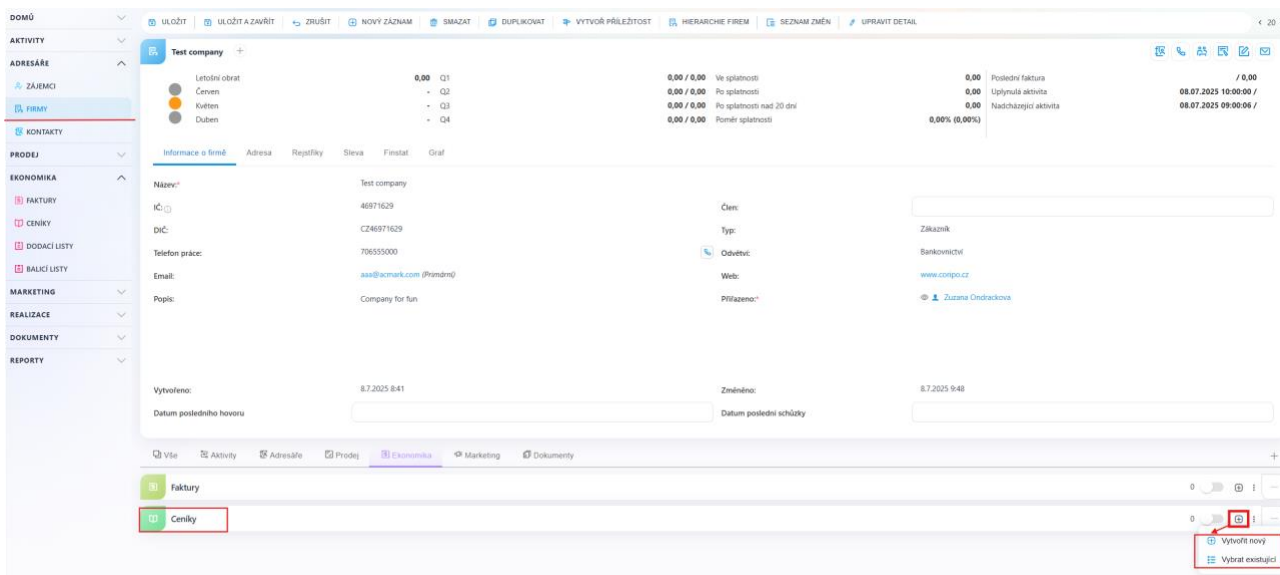 DOMŮ
AKTIVITY
ADRESÁŘE
ZÁJEMCI
FIRMY
KONTAKTY
PRODEJ
EKONOMIKA
FAKTURY
CENÍKY
DODACÍ LISTY
BALICÍ LISTY
MARKETING
REALIZACE
DOKUMENTY
REPORTY
ULOŽIT ULOŽIT A ZAVŘÍT ZRUŠIT NOVÝ ZÁZNAM SMAZAT DUPLIKOVAT VYTVOŘ PŘÍLEŽITOST HIERARCHIE FIREM SEZNAM ZMĚN UPRAVIT DETAIL < 20
Test company +
Letošní obrat 0,00 Q1 0,00 / 0,00 Ve splatnosti 0,00 Poslední faktura / 0,00
Červen - Q2 0,00 / 0,00 Po splatnosti 0,00 Uplynulá aktivita 08.07.2025 10:00:00 /
Květen - Q3 0,00 / 0,00 Po splatnosti nad 20 dní 0,00 Nadcházející aktivita 08.07.2025 09:00:06 /
Duben - Q4 0,00 / 0,00 Poměr splatnosti 0,00% (0,00%)
Informace o firmě Adresa Rejstříky Sleva Finstat Graf
Název:* Test company
IČ: 46971629 Člen:
DIČ: CZ46971629 Typ: Zákazník
Telefon práce: 706555000 Odvětví: Bankovnictví
Email: aaa@acmark.com (Primární) Web: www.conipo.cz
Popis: Company for fun Přiřazeno:* Zuzana Ondrackova
Vytvořeno: 8.7.2025 8:41 Změněno: 8.7.2025 9:48
Datum posledního hovoru Datum poslední schůzky
Vše Aktivity Adresáře Prodej Ekonomika Marketing Dokumenty +
Faktury 0
Ceníky 0
Vytvořit nový
Vybrat existující